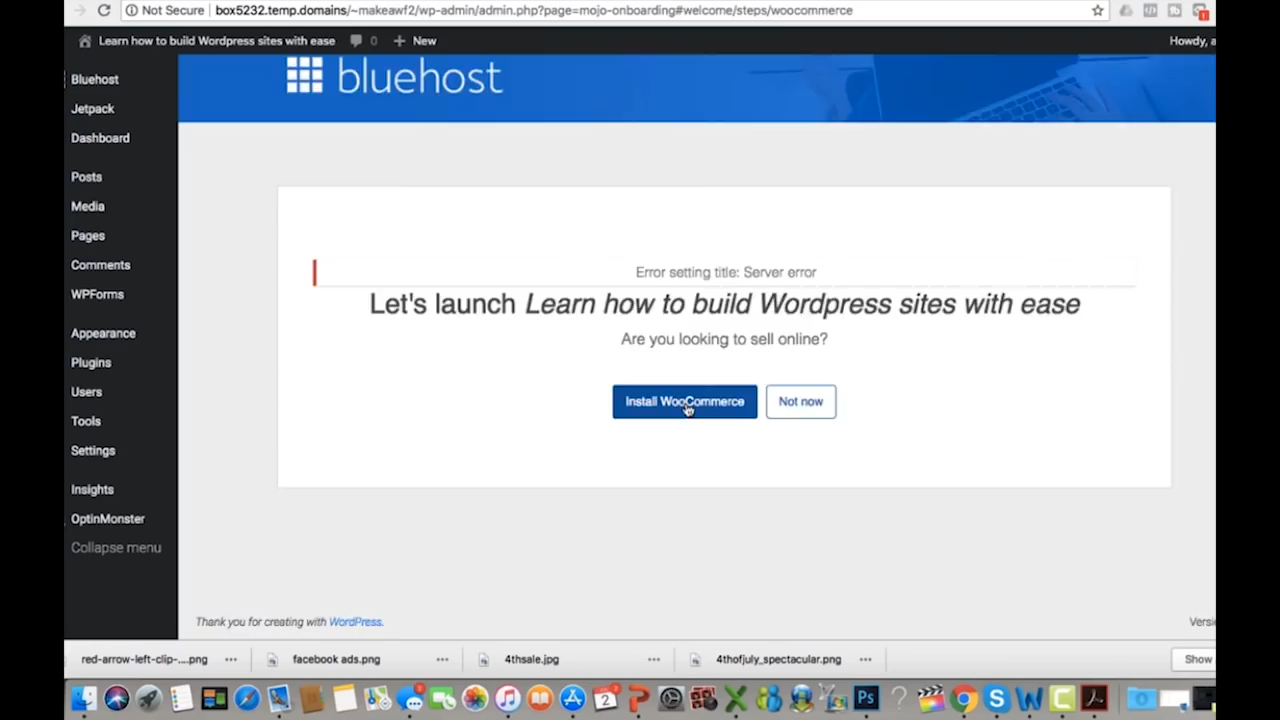 Not Secure box5232.temp.domains/~makeawf2/wp-admin/admin.php?page=mojo-onboarding#welcome/steps/woocommerce
Learn how to build Wordpress sites with ease 0 + New Howdy, a
bluehost
Bluehost
Jetpack
Dashboard
Posts
Media
Pages
Comments
WPForms
Appearance
Plugins
Users
Tools
Settings
Insights
OptinMonster
Collapse menu
Error setting title: Server error
Let's launch Learn how to build Wordpress sites with ease
Are you looking to sell online?
Install WooCommerce Not now
Thank you for creating with WordPress. Versi
red-arrow-left-clip-....png facebook ads.png 4thsale.jpg 4thofjuly_spectacular.png Show